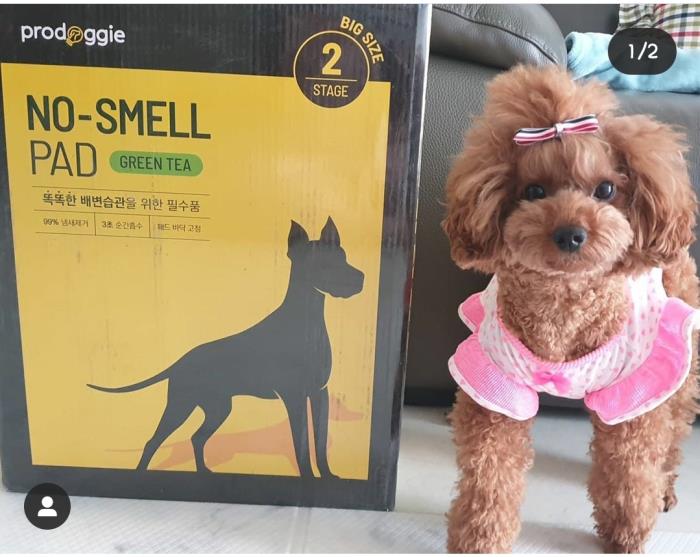 prodoggie
BIG SIZE
2
STAGE
1/2
NO-SMELL
PAD GREEN TEA
똑똑한 배변습관을 위한 필수품
99% 냄새제거 3초 순간흡수 패드 바닥 고정